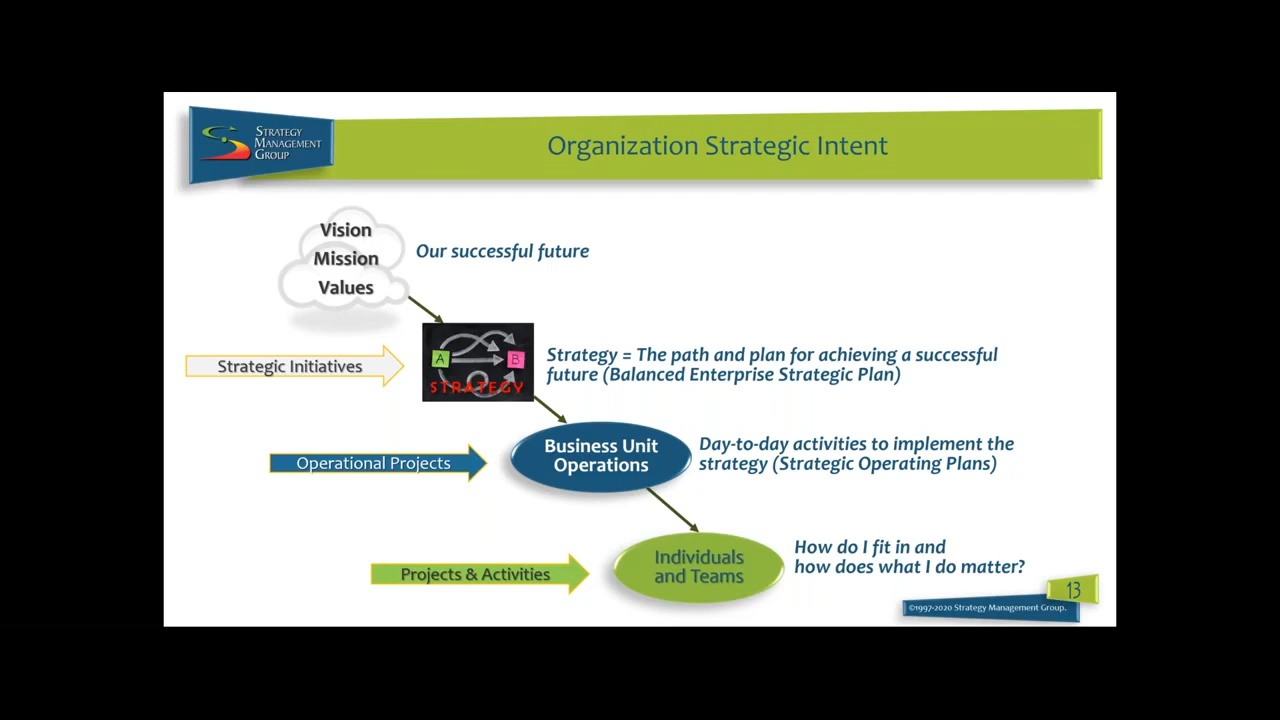 STRATEGY
MANAGEMENT
GROUP
Organization Strategic Intent
Vision
Mission
Values
Our successful future
Strategic Initiatives
A
B
STRATEGY
Strategy = The path and plan for achieving a successful
future (Balanced Enterprise Strategic Plan)
Operational Projects
Business Unit
Operations
Day-to-day activities to implement the
strategy (Strategic Operating Plans)
Projects & Activities
Individuals
and Teams
How do I fit in and
how does what I do matter?
13
©1997-2020 Strategy Management Group.